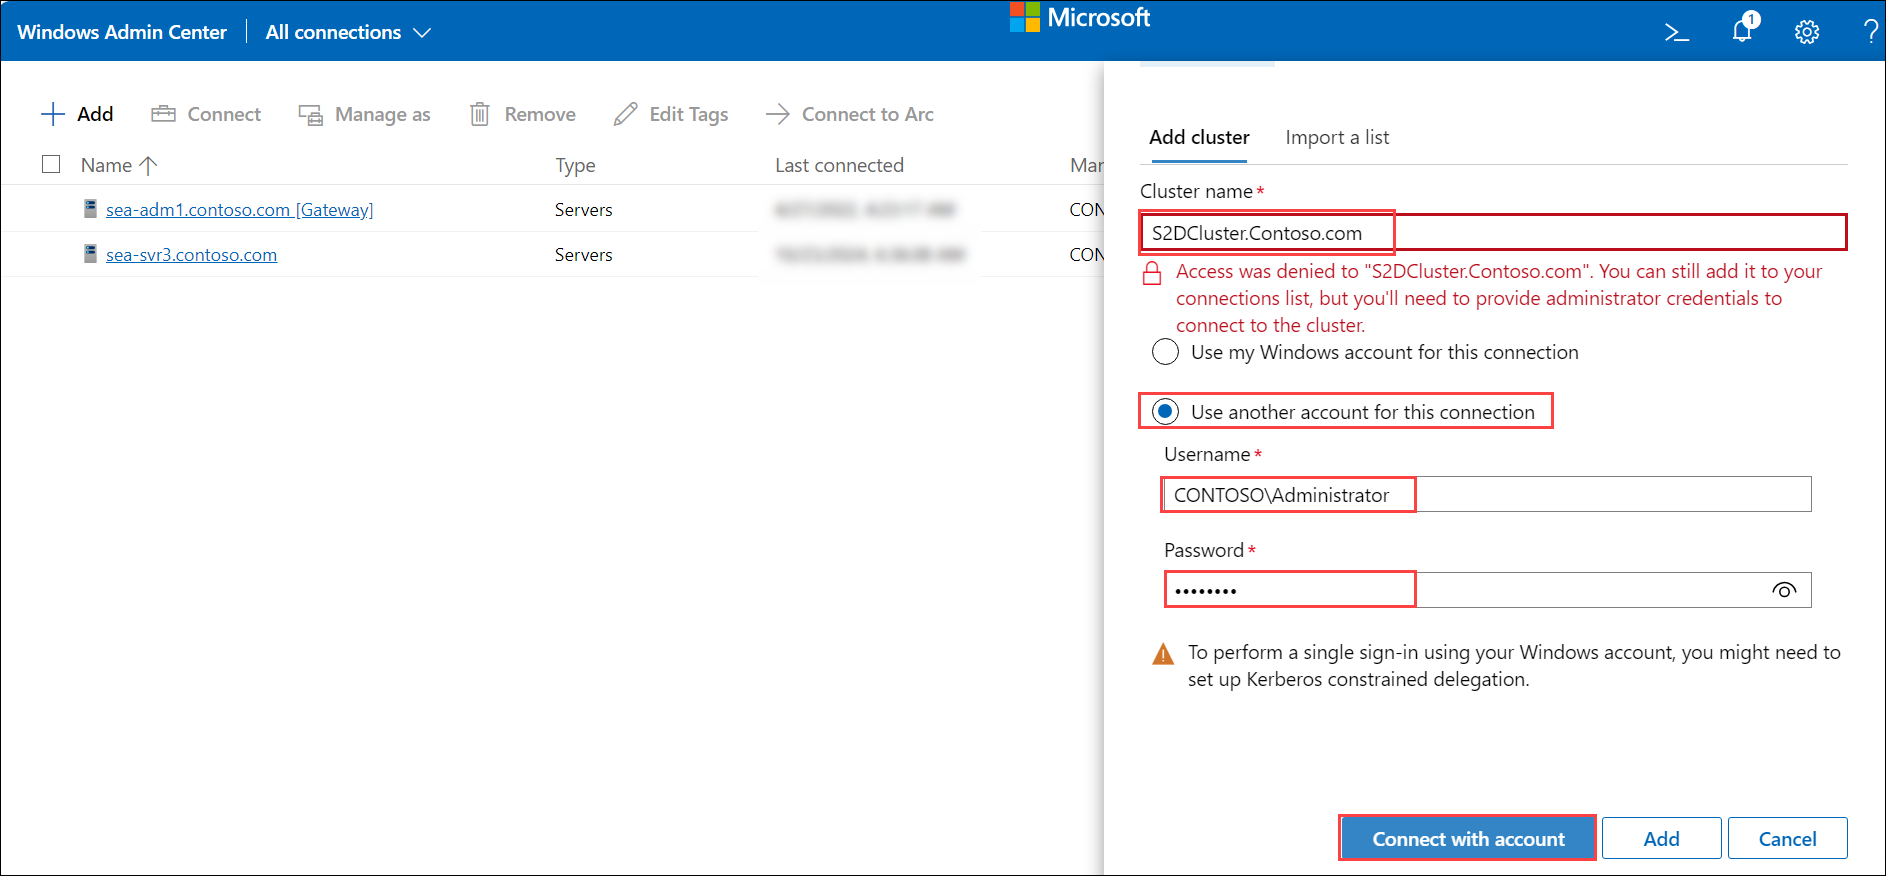 Windows Admin Center
All connections
Microsoft
1
?
Add
Connect
Manage as
Remove
Edit Tags
Connect to Arc
Name
Type
Last connected
Mar
sea-adm1.contoso.com [Gateway]
Servers
CON
sea-svr3.contoso.com
Servers
CON
Add cluster
Import a list
Cluster name*
S2DCluster.Contoso.com
Access was denied to "S2DCluster.Contoso.com". You can still add it to your
connections list, but you'll need to provide administrator credentials to
connect to the cluster.
Use my Windows account for this connection
Use another account for this connection
Username*
CONTOSO\Administrator
Password*
••••••••
To perform a single sign-in using your Windows account, you might need to
set up Kerberos constrained delegation.
Connect with account
Add
Cancel